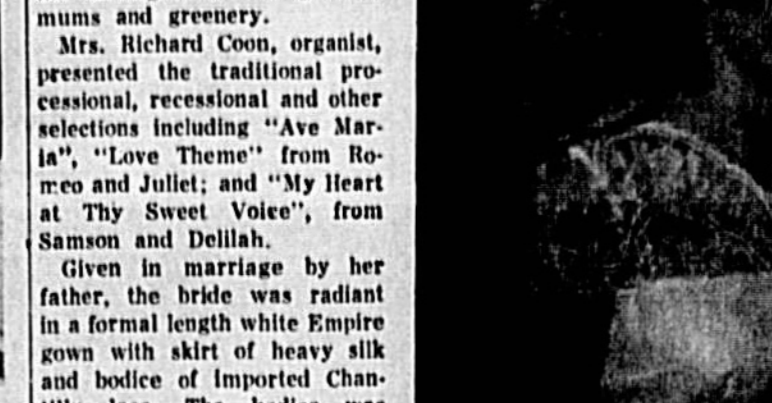 mums and greenery.
Mrs. Richard Coon, organist,
presented the traditional pro-
cessional, recessional and other
selections including "Ave Mar-
ia", "Love Theme" from Ro-
meo and Juliet; and "My Heart
at Thy Sweet Voice", from
Samson and Delilah.
Given in marriage by her
father, the bride was radiant
in a formal length white Empire
gown with skirt of heavy silk
and bodice of imported Chan-